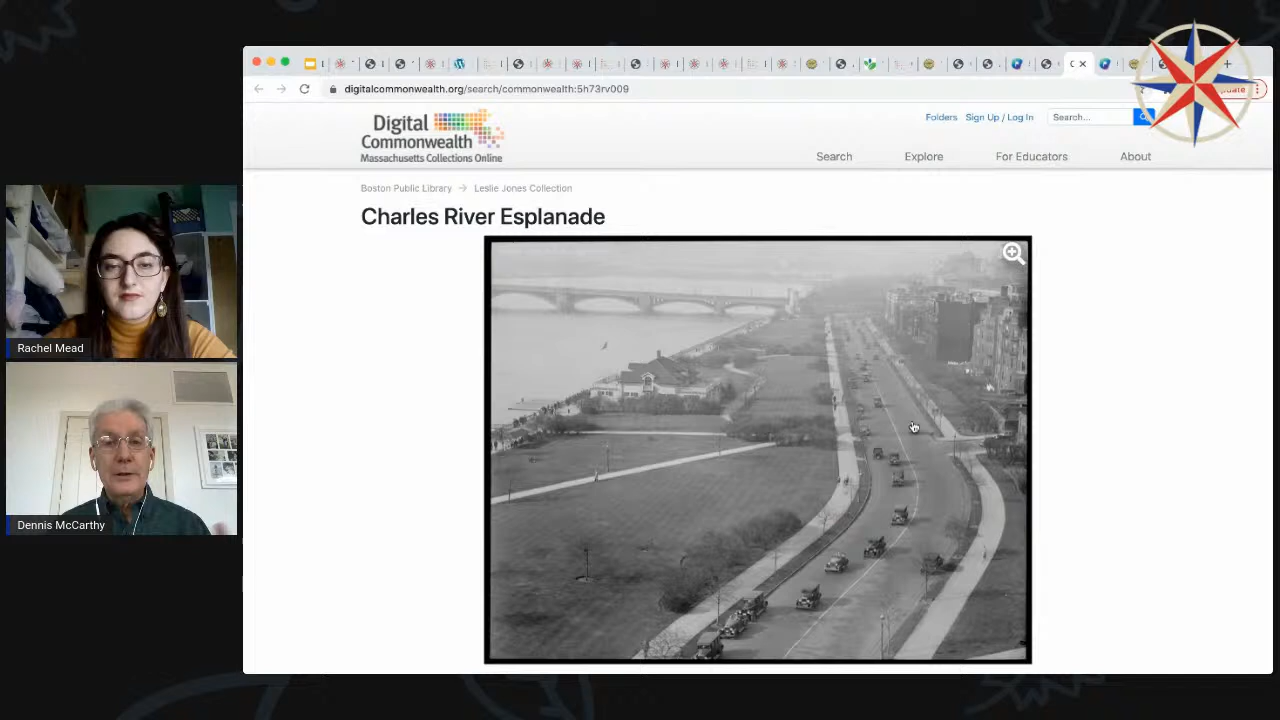 digitalcommonwealth.org/search/commonwealth:5h73rv009
Digital
Commonwealth
Massachusetts Collections Online
Folders Sign Up / Log In Search...
Search Explore For Educators About
Boston Public Library → Leslie Jones Collection
Charles River Esplanade
Rachel Mead
Dennis McCarthy